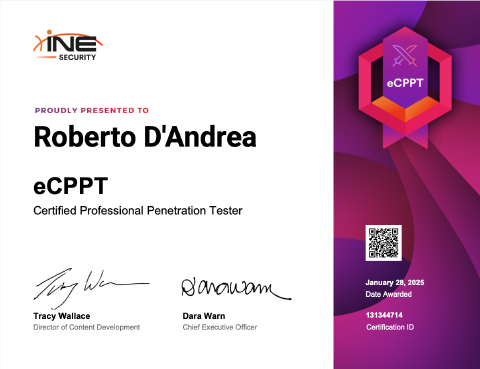 INE
SECURITY
PROUDLY PRESENTED TO
Roberto D'Andrea
eCPPT
Certified Professional Penetration Tester
Tracy Wallace
Director of Content Development
Dara Warn
Chief Executive Officer
eCPPT
January 28, 2025
Date Awarded
131344714
Certification ID